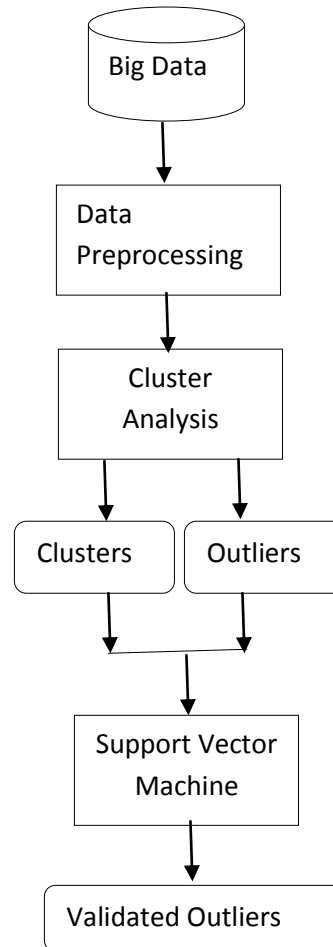 Big Data
Data
Preprocessing
Cluster
Analysis
Clusters
Outliers
Support Vector
Machine
Validated Outliers